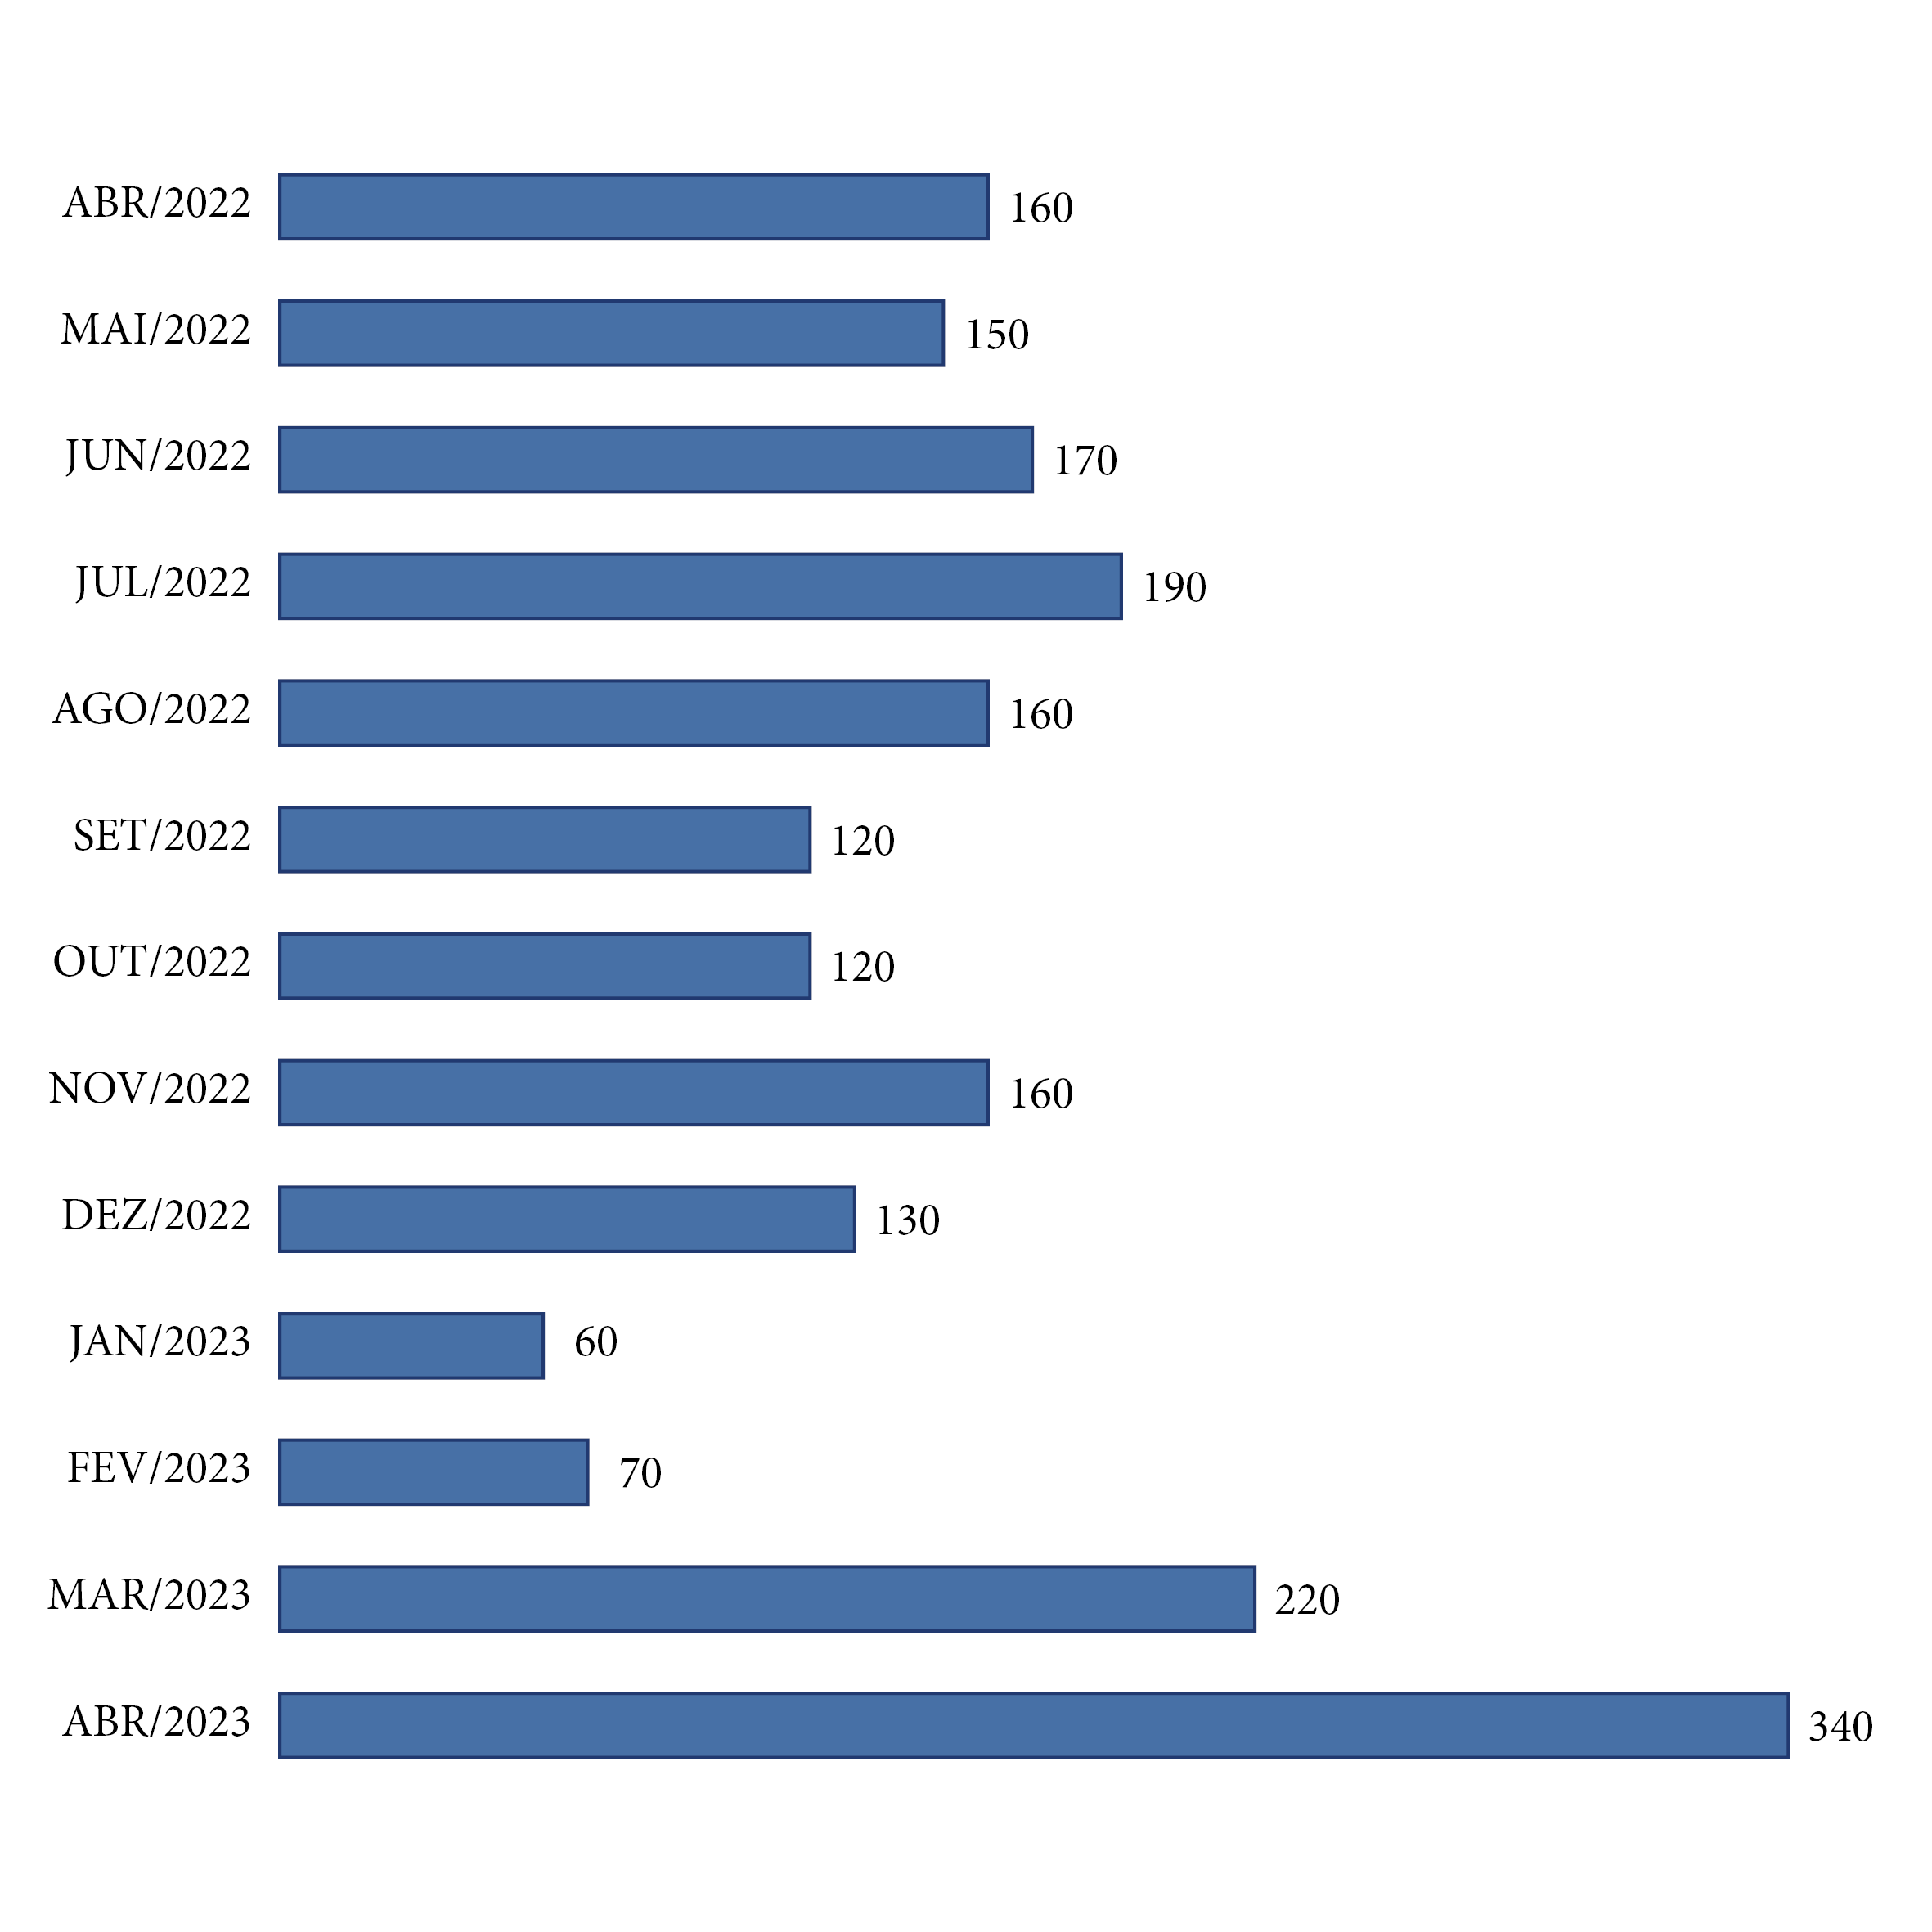 ABR/2022 160
MAI/2022 150
JUN/2022 170
JUL/2022 190
AGO/2022 160
SET/2022 120
OUT/2022 120
NOV/2022 160
DEZ/2022 130
JAN/2023 60
FEV/2023 70
MAR/2023 220
ABR/2023 340